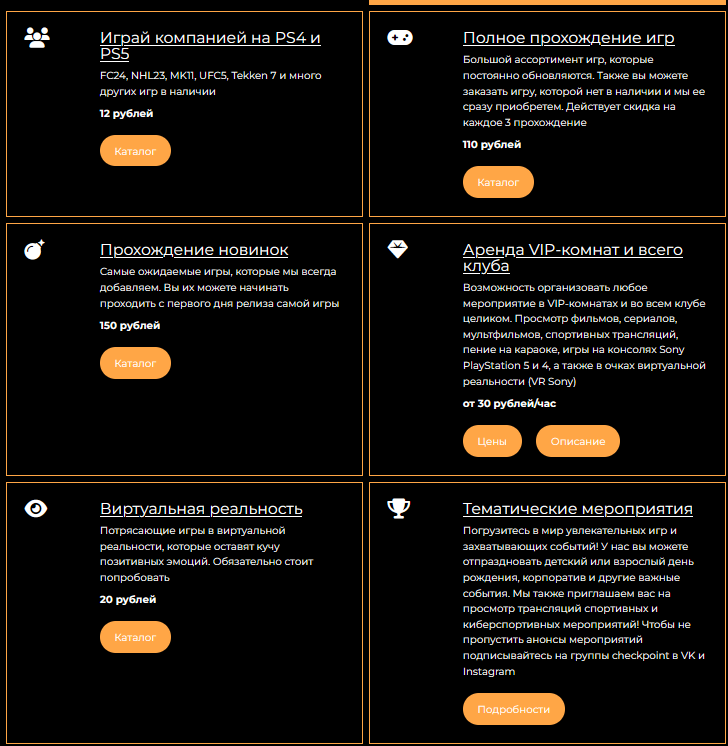 Играй компанией на PS4 и
PS5
FC24, NHL23, MK11, UFC5, Tekken 7 и много
других игр в наличии
12 рублей
Каталог
Полное прохождение игр
Большой ассортимент игр, которые
постоянно обновляются. Также вы можете
заказать игру, которой нет в наличии и мы ее
сразу приобретем. Действует скидка на
каждое 3 прохождение
110 рублей
Каталог
Прохождение новинок
Самые ожидаемые игры, которые мы всегда
добавляем. Вы их можете начинать
проходить с первого дня релиза самой игры
150 рублей
Каталог
Аренда VIP-комнат и всего
клуба
Возможность организовать любое
мероприятие в VIP-комнатах и во всем клубе
целиком. Просмотр фильмов, сериалов,
мультфильмов, спортивных трансляций,
пение на караоке, игры на консолях Sony
PlayStation 5 и 4, а также в очках виртуальной
реальности (VR Sony)
от 30 рублей/час
Цены
Описание
Виртуальная реальность
Потрясающие игры в виртуальной
реальности, которые оставят кучу
позитивных эмоций. Обязательно стоит
попробовать
20 рублей
Каталог
Тематические мероприятия
Погрузитесь в мир увлекательных игр и
захватывающих событий! У нас вы можете
отпраздновать детский или взрослый день
рождения, корпоратив и другие важные
события. Мы также приглашаем вас на
просмотр трансляций спортивных и
киберспортивных мероприятий! Чтобы не
пропустить анонсы мероприятий
подписывайтесь на группы checkpoint в VK и
Instagram
Подробности